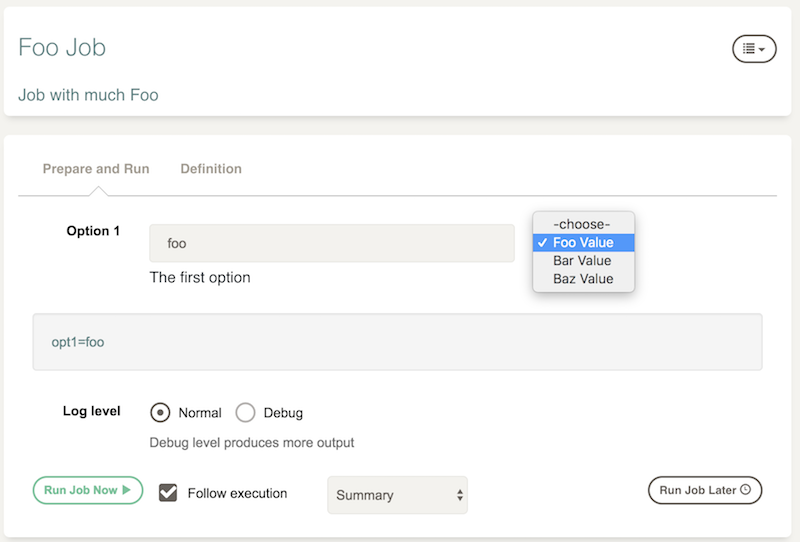 Foo Job
Job with much Foo
Prepare and Run
Definition
Option 1
foo
-choose-
✓ Foo Value
Bar Value
Baz Value
The first option
opt1=foo
Log level
Normal
Debug
Debug level produces more output
Run Job Now
Follow execution
Summary
Run Job Later